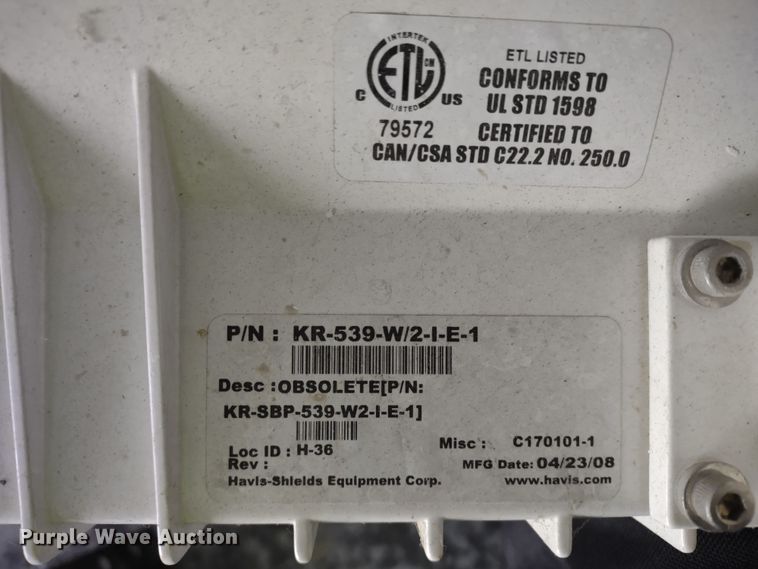 INTERTEK
ETL CM
LISTED
C US
79572
ETL LISTED
CONFORMS TO
UL STD 1598
CERTIFIED TO
CAN/CSA STD C22.2 NO. 250.0
P/N : KR-539-W/2-I-E-1
Desc :OBSOLETE[P/N:
KR-SBP-539-W2-I-E-1]
Loc ID : H-36
Misc : C170101-1
Rev :
MFG Date: 04/23/08
Havis-Shields Equipment Corp. www.havis.com
Purple Wave Auction